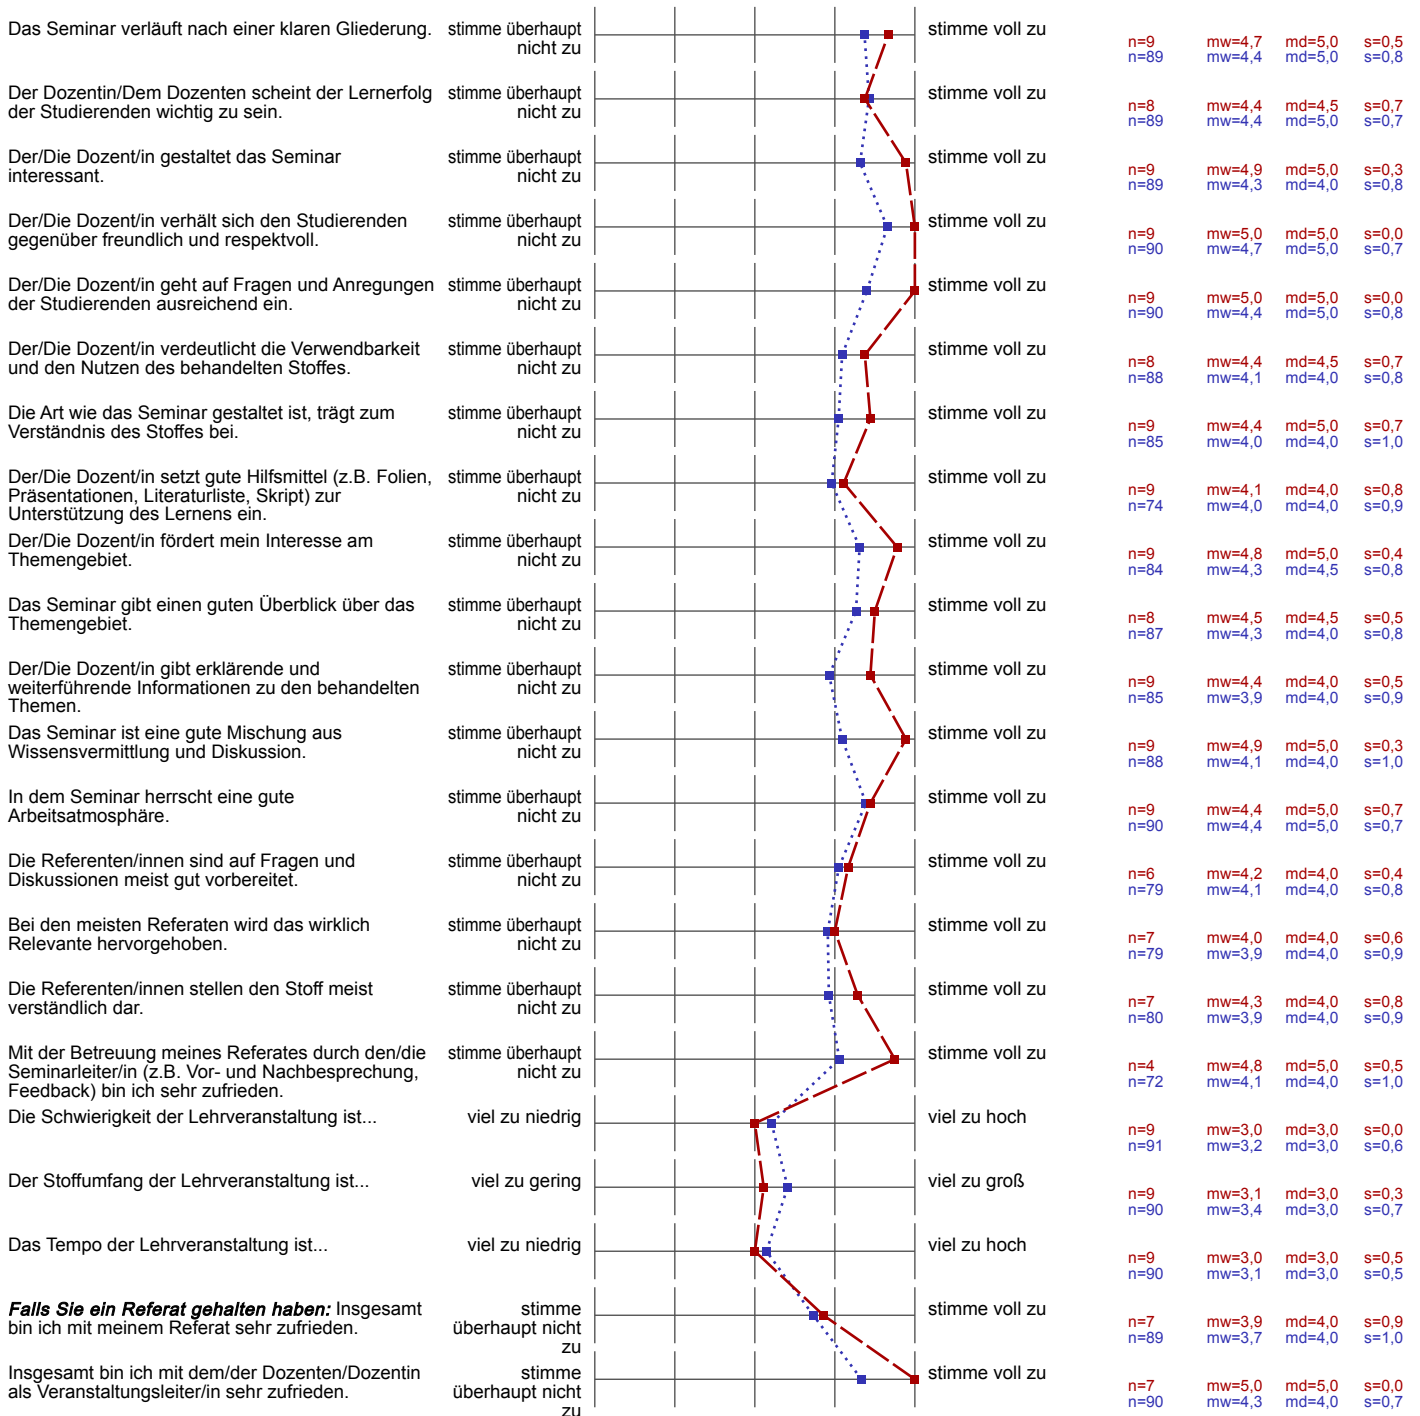 Das Seminar verläuft nach einer klaren Gliederung. stimme überhaupt nicht zu stimme voll zu
n=9 mw=4,7 md=5,0 s=0,5
n=89 mw=4,4 md=5,0 s=0,8
Der Dozentin/Dem Dozenten scheint der Lernerfolg
der Studierenden wichtig zu sein.
stimme überhaupt
nicht zu
stimme voll zu
n=8 mw=4,4 md=4,5 s=0,7
n=89 mw=4,4 md=5,0 s=0,7
Der/Die Dozent/in gestaltet das Seminar
interessant.
stimme überhaupt
nicht zu
stimme voll zu
n=9 mw=4,9 md=5,0 s=0,3
n=89 mw=4,3 md=4,0 s=0,8
Der/Die Dozent/in verhält sich den Studierenden
gegenüber freundlich und respektvoll.
stimme überhaupt
nicht zu
stimme voll zu
n=9 mw=5,0 md=5,0 s=0,0
n=90 mw=4,7 md=5,0 s=0,7
Der/Die Dozent/in geht auf Fragen und Anregungen
der Studierenden ausreichend ein.
stimme überhaupt
nicht zu
stimme voll zu
n=9 mw=5,0 md=5,0 s=0,0
n=90 mw=4,4 md=5,0 s=0,8
Der/Die Dozent/in verdeutlicht die Verwendbarkeit
und den Nutzen des behandelten Stoffes.
stimme überhaupt
nicht zu
stimme voll zu
n=8 mw=4,4 md=4,5 s=0,7
n=88 mw=4,1 md=4,0 s=0,8
Die Art wie das Seminar gestaltet ist, trägt zum
Verständnis des Stoffes bei.
stimme überhaupt
nicht zu
stimme voll zu
n=9 mw=4,4 md=5,0 s=0,7
n=85 mw=4,0 md=4,0 s=1,0
Der/Die Dozent/in setzt gute Hilfsmittel (z.B. Folien,
Präsentationen, Literaturliste, Skript) zur
Unterstützung des Lernens ein.
stimme überhaupt
nicht zu
stimme voll zu
n=9 mw=4,1 md=4,0 s=0,8
n=74 mw=4,0 md=4,0 s=0,9
Der/Die Dozent/in fördert mein Interesse am
Themengebiet.
stimme überhaupt
nicht zu
stimme voll zu
n=9 mw=4,8 md=5,0 s=0,4
n=84 mw=4,3 md=4,5 s=0,8
Das Seminar gibt einen guten Überblick über das
Themengebiet.
stimme überhaupt
nicht zu
stimme voll zu
n=8 mw=4,5 md=4,5 s=0,5
n=87 mw=4,3 md=4,0 s=0,8
Der/Die Dozent/in gibt erklärende und
weiterführende Informationen zu den behandelten
Themen.
stimme überhaupt
nicht zu
stimme voll zu
n=9 mw=4,4 md=4,0 s=0,5
n=85 mw=3,9 md=4,0 s=0,9
Das Seminar ist eine gute Mischung aus
Wissensvermittlung und Diskussion.
stimme überhaupt
nicht zu
stimme voll zu
n=9 mw=4,9 md=5,0 s=0,3
n=88 mw=4,1 md=4,0 s=1,0
In dem Seminar herrscht eine gute
Arbeitsatmosphäre.
stimme überhaupt
nicht zu
stimme voll zu
n=9 mw=4,4 md=5,0 s=0,7
n=90 mw=4,4 md=5,0 s=0,7
Die Referenten/innen sind auf Fragen und
Diskussionen meist gut vorbereitet.
stimme überhaupt
nicht zu
stimme voll zu
n=6 mw=4,2 md=4,0 s=0,4
n=79 mw=4,1 md=4,0 s=0,8
Bei den meisten Referaten wird das wirklich
Relevante hervorgehoben.
stimme überhaupt
nicht zu
stimme voll zu
n=7 mw=4,0 md=4,0 s=0,6
n=79 mw=3,9 md=4,0 s=0,9
Die Referenten/innen stellen den Stoff meist
verständlich dar.
stimme überhaupt
nicht zu
stimme voll zu
n=7 mw=4,3 md=4,0 s=0,8
n=80 mw=3,9 md=4,0 s=0,9
Mit der Betreuung meines Referates durch den/die
Seminarleiter/in (z.B. Vor- und Nachbesprechung,
Feedback) bin ich sehr zufrieden.
stimme überhaupt
nicht zu
stimme voll zu
n=4 mw=4,8 md=5,0 s=0,5
n=72 mw=4,1 md=4,0 s=1,0
Die Schwierigkeit der Lehrveranstaltung ist... viel zu niedrig viel zu hoch
n=9 mw=3,0 md=3,0 s=0,0
n=91 mw=3,2 md=3,0 s=0,6
Der Stoffumfang der Lehrveranstaltung ist... viel zu gering viel zu groß
n=9 mw=3,1 md=3,0 s=0,3
n=90 mw=3,4 md=3,0 s=0,7
Das Tempo der Lehrveranstaltung ist... viel zu niedrig viel zu hoch
n=9 mw=3,0 md=3,0 s=0,5
n=90 mw=3,1 md=3,0 s=0,5
Falls Sie ein Referat gehalten haben: Insgesamt
bin ich mit meinem Referat sehr zufrieden.
stimme
überhaupt nicht
zu
stimme voll zu
n=7 mw=3,9 md=4,0 s=0,9
n=89 mw=3,7 md=4,0 s=1,0
Insgesamt bin ich mit dem/der Dozenten/Dozentin
als Veranstaltungsleiter/in sehr zufrieden.
stimme
überhaupt nicht
zu
stimme voll zu
n=7 mw=5,0 md=5,0 s=0,0
n=90 mw=4,3 md=4,0 s=0,7